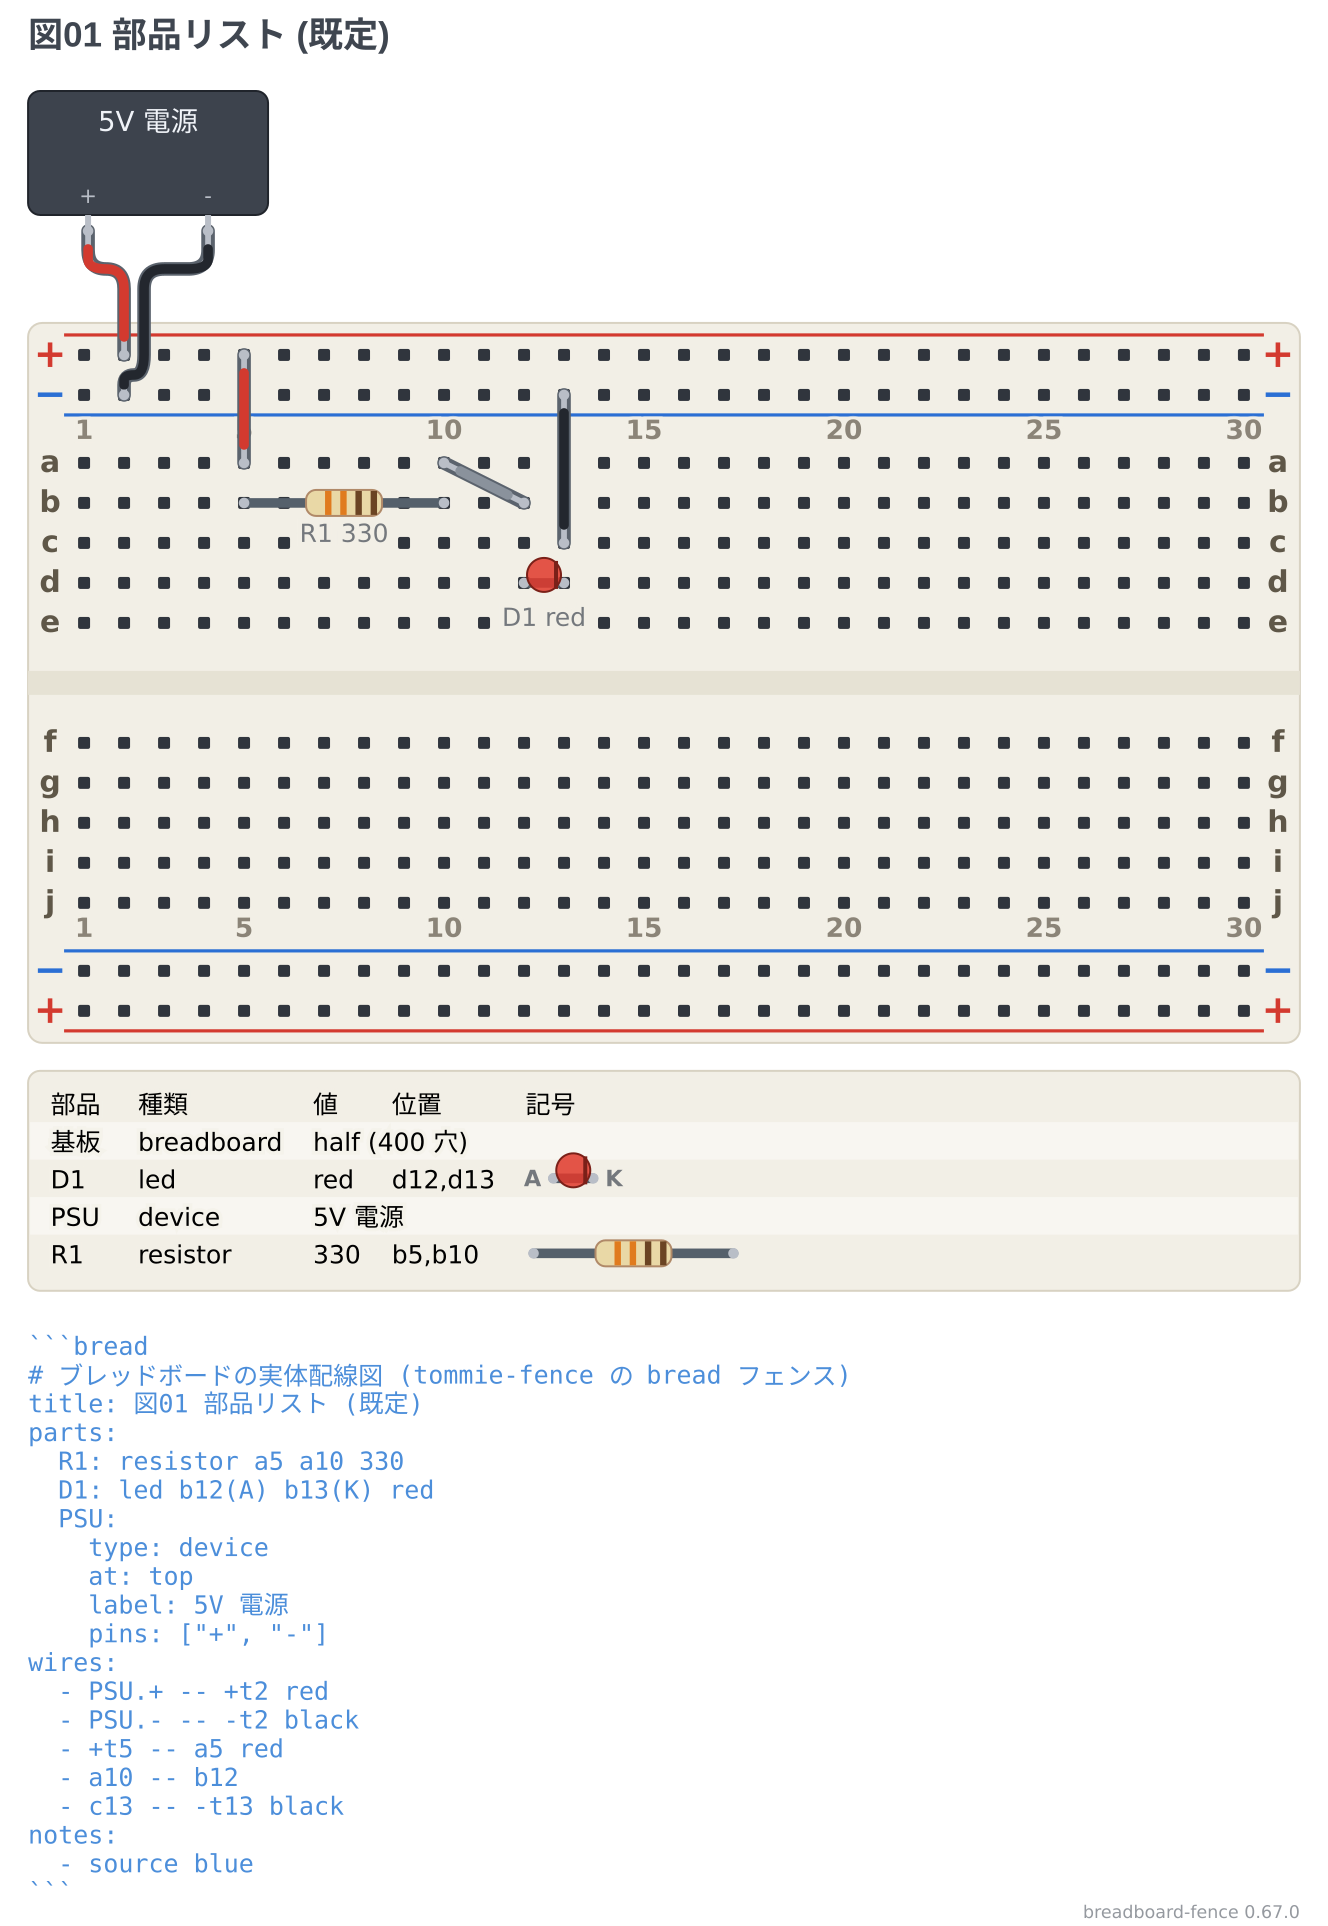 図01 部品リスト (既定)
5V 電源
+ -
+ +
− −
1 10 15 20 25 30
a a
b b
R1 330
c c
d d
D1 red
e e
f f
g g
h h
i i
j j
1 5 10 15 20 25 30
− −
+ +
部品 種類 値 位置 記号
基板 breadboard half (400 穴)
D1 led red d12,d13 A K
PSU device 5V 電源
R1 resistor 330 b5,b10
```bread
# ブレッドボードの実体配線図 (tommie-fence の bread フェンス)
title: 図01 部品リスト (既定)
parts:
  R1: resistor a5 a10 330
  D1: led b12(A) b13(K) red
  PSU:
    type: device
    at: top
    label: 5V 電源
    pins: ["+", "-"]
wires:
  - PSU.+ -- +t2 red
  - PSU.- -- -t2 black
  - +t5 -- a5 red
  - a10 -- b12
  - c13 -- -t13 black
notes:
  - source blue
```
breadboard-fence 0.67.0